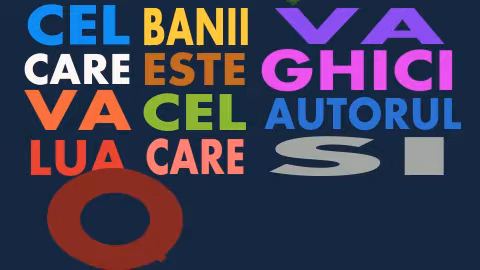 CEL
CARE
VA
LUA
BANII
ESTE
CEL
CARE
VA
GHICI
AUTORUL
SI